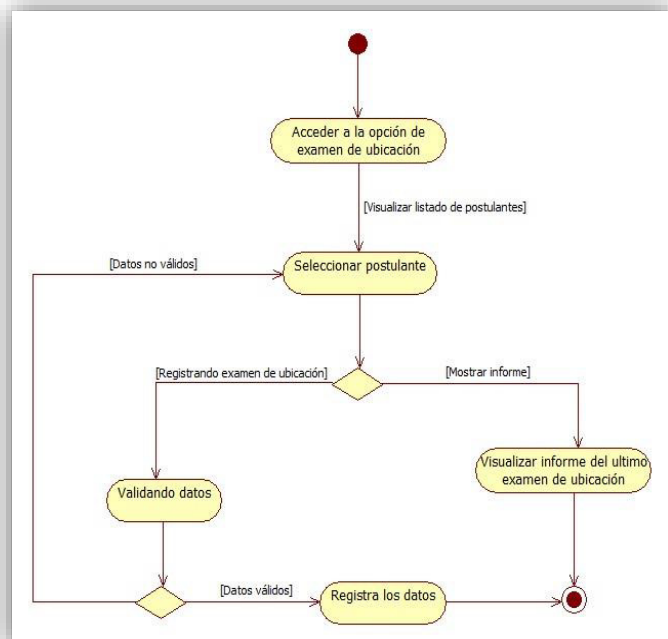 Acceder a la opción de
examen de ubicación
[Visualizar listado de postulantes]
[Datos no válidos]
Seleccionar postulante
[Registrando examen de ubicación]
[Mostrar informe]
Visualizar informe del ultimo
examen de ubicación
Validando datos
[Datos válidos]
Registra los datos